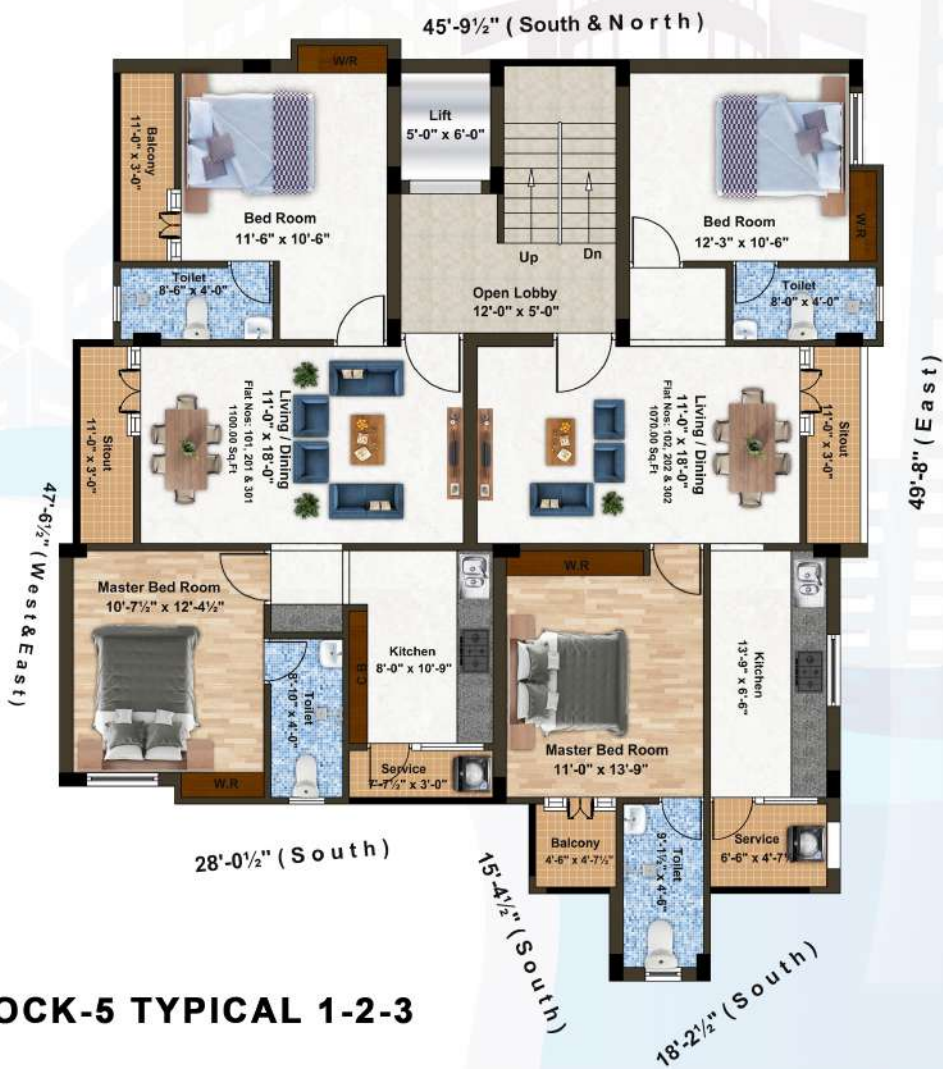 45'-9½" (South & North)
W/R
Lift
5'-0" x 6'-0"
Balcony
11'-0" x 3'-0"
Bed Room
11'-6" x 10'-6"
Bed Room
12'-3" x 10'-6"
W.R
Up
Dn
Toilet
8'-6" x 4'-0"
Open Lobby
12'-0" x 5'-0"
Toilet
8'-0" x 4'-0"
Sitout
11'-0" x 3'-0"
Living / Dining
11'-0" x 18'-0"
Flat Nos: 101, 201 & 301
1100.00 Sq.Ft
Living / Dining
11'-0" x 18'-0"
Flat Nos: 102, 202 & 302
1070.00 Sq.Ft
Sitout
11'-0" x 3'-0"
49'-8" (East)
47'-6½" (West & East)
Master Bed Room
10'-7½" x 12'-4½"
W.R
Kitchen
8'-0" x 10'-9"
C.B
Toilet
8'-10" x 4'-0"
Kitchen
13'-9" x 6'-6"
Master Bed Room
11'-0" x 13'-9"
W.R
Service
7'-7½" x 3'-0"
28'-0½" (South)
Balcony
4'-6" x 4'-7½"
Toilet
9'-1½" x 4'-6"
Service
6'-6" x 4'-7
15'-4½" (South)
18'-2½" (South)
OCK-5 TYPICAL 1-2-3